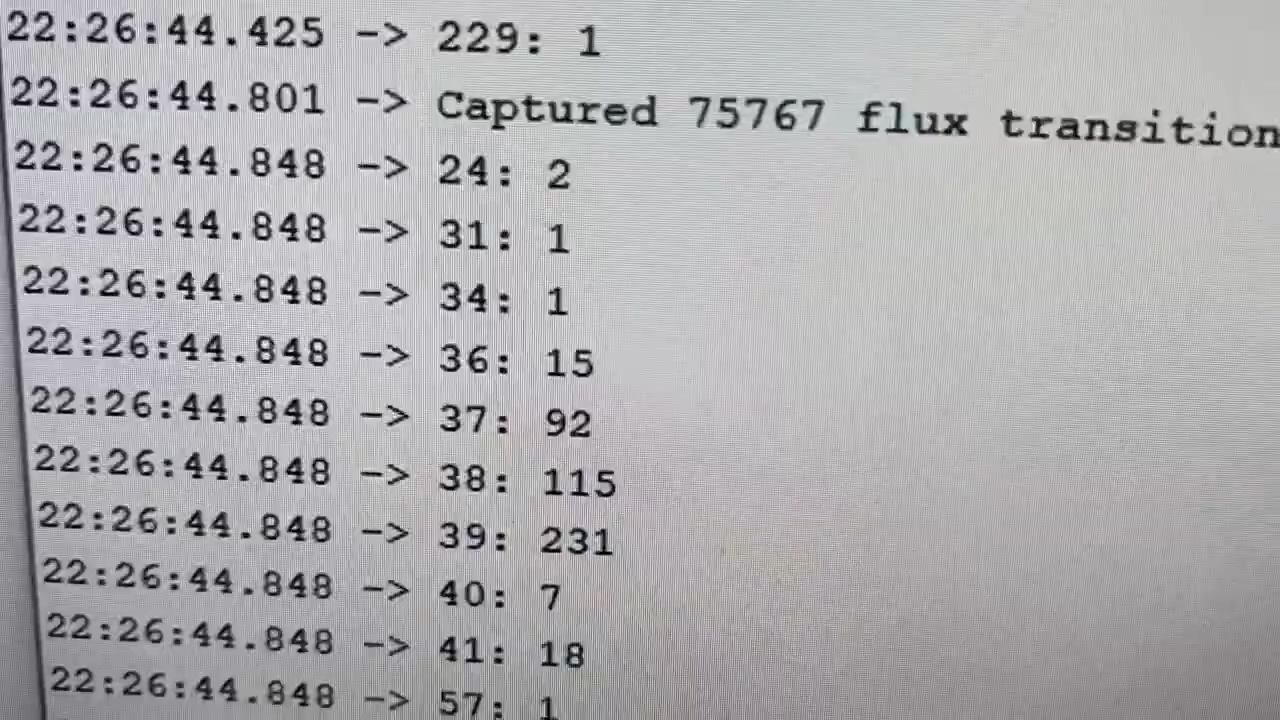 22:26:44.425 -> 229: 1
22:26:44.801 -> Captured 75767 flux transition
22:26:44.848 -> 24: 2
22:26:44.848 -> 31: 1
22:26:44.848 -> 34: 1
22:26:44.848 -> 36: 15
22:26:44.848 -> 37: 92
22:26:44.848 -> 38: 115
22:26:44.848 -> 39: 231
22:26:44.848 -> 40: 7
22:26:44.848 -> 41: 18
22:26:44.848 -> 57: 1